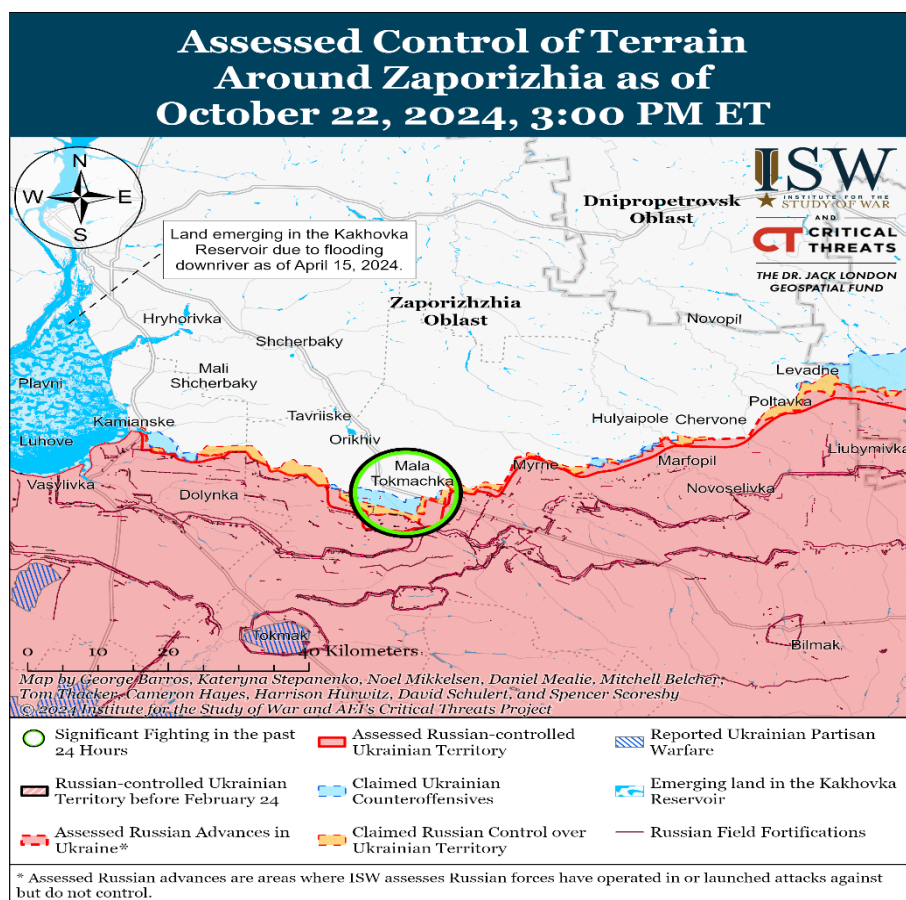 Assessed Control of Terrain
Around Zaporizhia as of
October 22, 2024, 3:00 PM ET
N
W E
S
Land emerging in the Kakhovka
Reservoir due to flooding
downriver as of April 15, 2024.
Dnipropetrovsk
Oblast
ISW
INSTITUTE FOR THE
STUDY OF WAR
AND
CT CRITICAL
THREATS
THE DR. JACK LONDON
GEOSPATIAL FUND
Zaporizhzhia
Oblast
Hryhorivka
Novopil
Shcherbaky
Mali
Shcherbaky
Levadne
Plavni
Poltavka
Tavriiske
Kamianske
Hulyaipole
Chervone
Orikhiv
Luhove
Liubymivka
Mala
Tokmachka
Myrne
Marfopil
Vasylivka
Dolynka
Novoselivka
Tokmak
Bilmak
0 20 40 Kilometers
Map by George Barros, Kateryna Stepanenko, Noel Mikkelsen, Daniel Mealie, Mitchell Belcher,
Tom Thacker, Cameron Hayes, Harrison Hurwitz, David Schulert, and Spencer Scoresby
© 2024 Institute for the Study of War and AEI's Critical Threats Project
Significant Fighting in the past
24 Hours
Assessed Russian-controlled
Ukrainian Territory
Reported Ukrainian Partisan
Warfare
Russian-controlled Ukrainian
Territory before February 24
Claimed Ukrainian
Counteroffensives
Emerging land in the Kakhovka
Reservoir
Assessed Russian Advances in
Ukraine*
Claimed Russian Control over
Ukrainian Territory
Russian Field Fortifications
* Assessed Russian advances are areas where ISW assesses Russian forces have operated in or launched attacks against
but do not control.